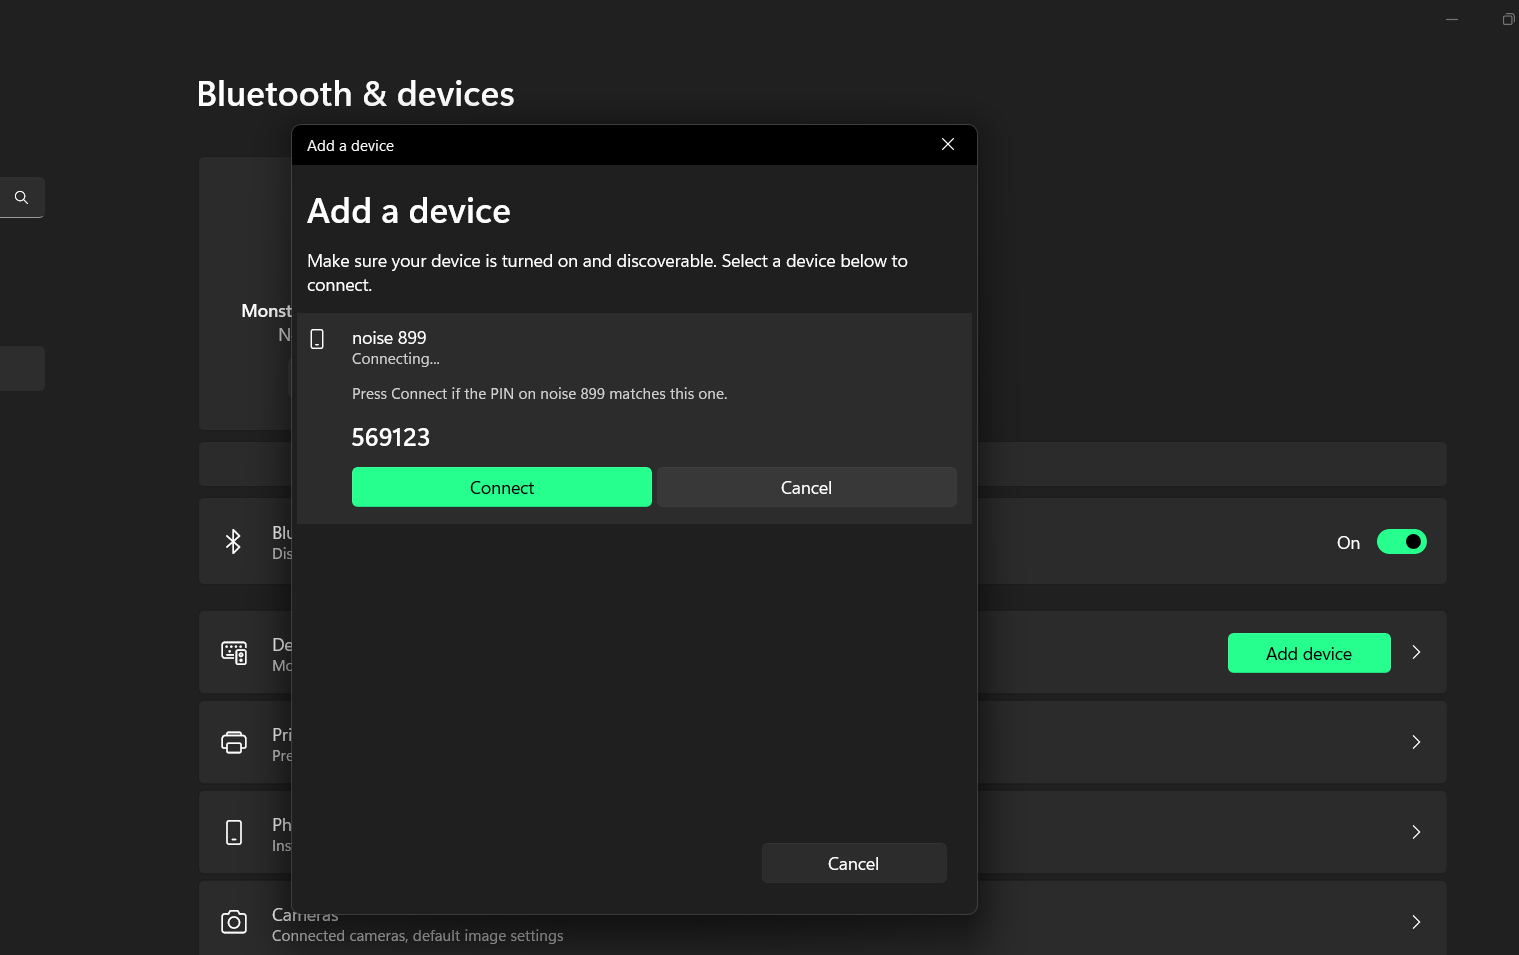 Bluetooth & devices
Add a device
Add a device
Make sure your device is turned on and discoverable. Select a device below to
connect.
Monst
N
noise 899
Connecting...
Press Connect if the PIN on noise 899 matches this one.
569123
Connect
Cancel
Blu
Dis
On
De
Mo
Add device
Pri
Pre
Ph
Ins
Cancel
Cameras
Connected cameras, default image settings